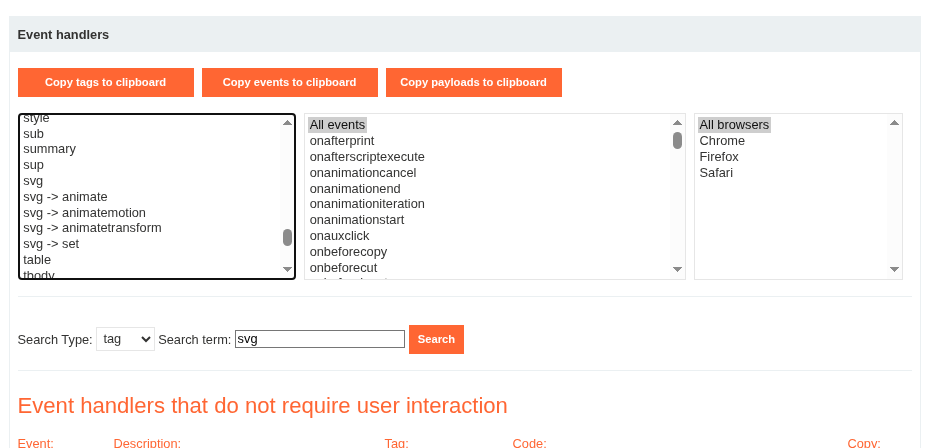 Event handlers
Copy tags to clipboard Copy events to clipboard Copy payloads to clipboard
style
sub
summary
sup
svg
svg -> animate
svg -> animatemotion
svg -> animatetransform
svg -> set
table
tbody
All events
onafterprint
onafterscriptexecute
onanimationcancel
onanimationend
onanimationiteration
onanimationstart
onauxclick
onbeforecopy
onbeforecut
All browsers
Chrome
Firefox
Safari
Search Type: tag Search term: svg Search
Event handlers that do not require user interaction
Event: Description: Tag: Code: Copy: